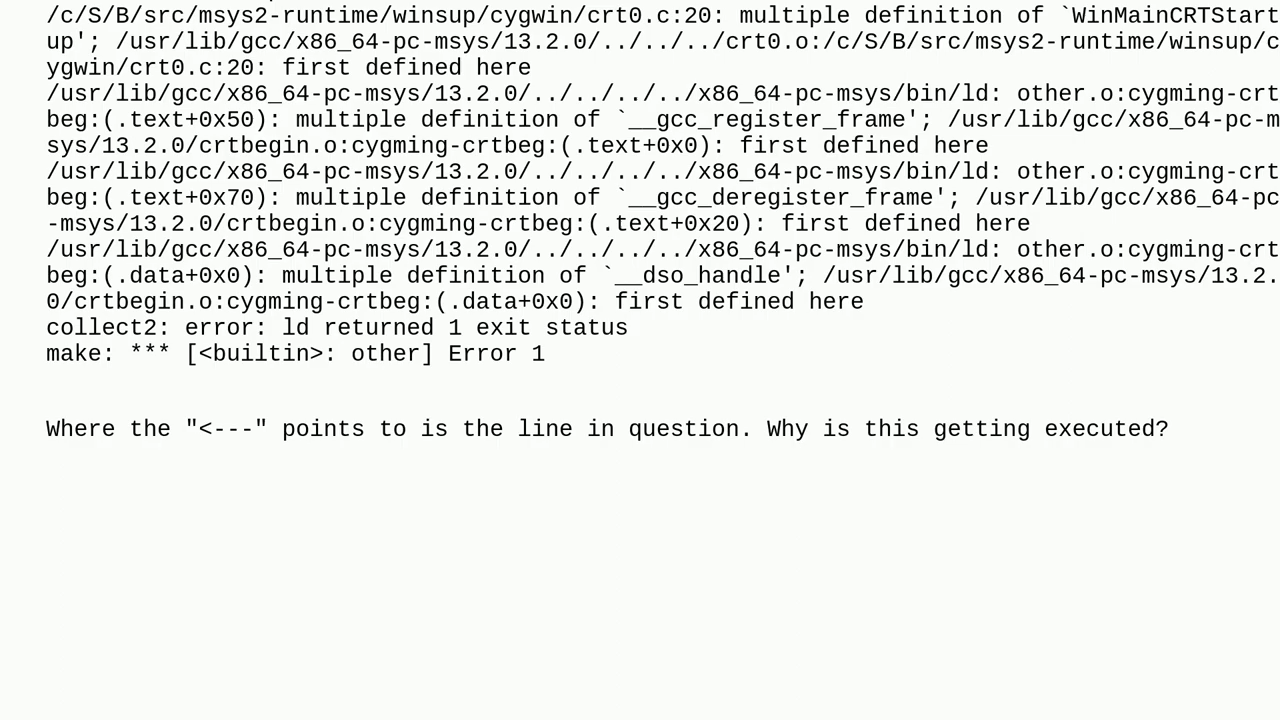 /c/S/B/src/msys2-runtime/winsup/cygwin/crt0.c:20: multiple definition of `WinMainCRTStart
up'; /usr/lib/gcc/x86_64-pc-msys/13.2.0/../../../crt0.o:/c/S/B/src/msys2-runtime/winsup/c
ygwin/crt0.c:20: first defined here
/usr/lib/gcc/x86_64-pc-msys/13.2.0/../../../../x86_64-pc-msys/bin/ld: other.o:cygming-crt
beg:(.text+0x50): multiple definition of `__gcc_register_frame'; /usr/lib/gcc/x86_64-pc-m
sys/13.2.0/crtbegin.o:cygming-crtbeg:(.text+0x0): first defined here
/usr/lib/gcc/x86_64-pc-msys/13.2.0/../../../../x86_64-pc-msys/bin/ld: other.o:cygming-crt
beg:(.text+0x70): multiple definition of `__gcc_deregister_frame'; /usr/lib/gcc/x86_64-pc
-msys/13.2.0/crtbegin.o:cygming-crtbeg:(.text+0x20): first defined here
/usr/lib/gcc/x86_64-pc-msys/13.2.0/../../../../x86_64-pc-msys/bin/ld: other.o:cygming-crt
beg:(.data+0x0): multiple definition of `__dso_handle'; /usr/lib/gcc/x86_64-pc-msys/13.2.
0/crtbegin.o:cygming-crtbeg:(.data+0x0): first defined here
collect2: error: ld returned 1 exit status
make: *** [<builtin>: other] Error 1
Where the "<---" points to is the line in question. Why is this getting executed?